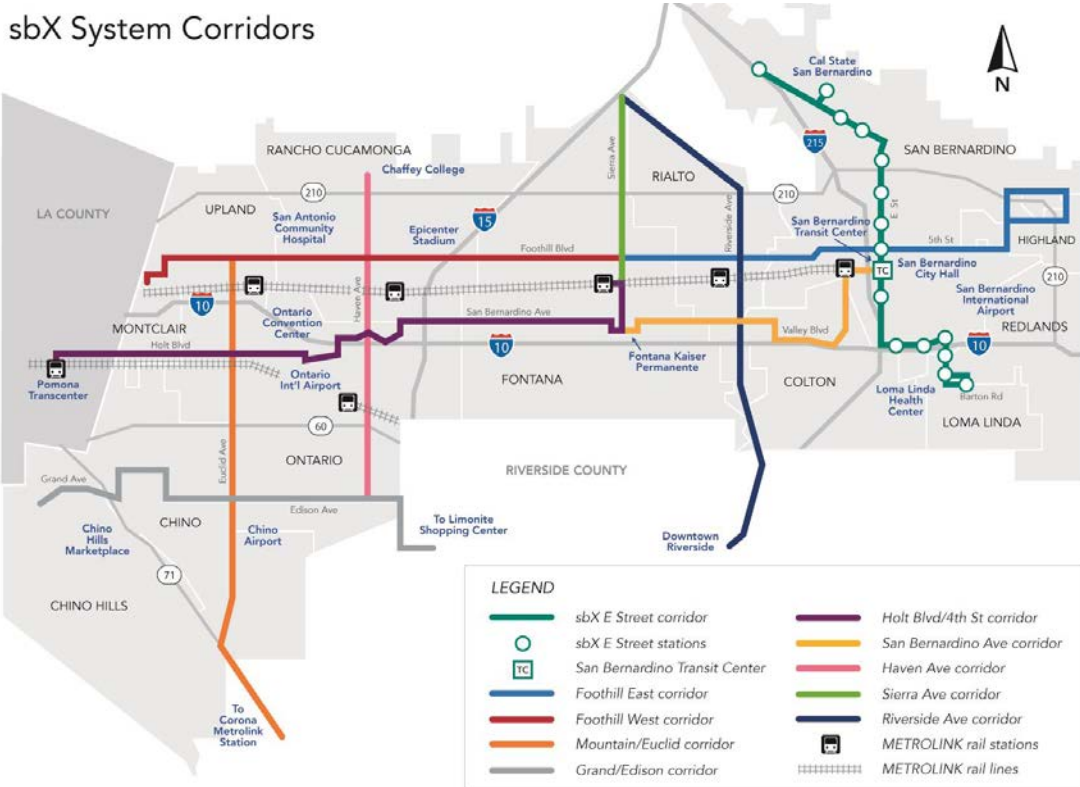 sbX System Corridors
N
Cal State
San Bernardino
215
SAN BERNARDINO
RANCHO CUCAMONGA
Chaffey College
Sierra Ave
RIALTO
210
210
LA COUNTY
UPLAND
San Antonio
Community
Hospital
Epicenter
Stadium
15
Riverside Ave
San Bernardino
Transit Center
E St
5th St
HIGHLAND
Foothill Blvd
TC
San Bernardino
City Hall
210
10
Haven Ave
Ontario
Convention
Center
San Bernardino Ave
San Bernardino
International
Airport
MONTCLAIR
Holt Blvd
10
Valley Blvd
REDLANDS
10
Pomona
Transcenter
Ontario
Int'l Airport
FONTANA
Fontana Kaiser
Permanente
COLTON
Loma Linda
Health
Center
Barton Rd
LOMA LINDA
60
Euclid Ave
ONTARIO
RIVERSIDE COUNTY
Grand Ave
Edison Ave
CHINO
Chino
Hills
Marketplace
Chino
Airport
To Limonite
Shopping Center
Downtown
Riverside
71
CHINO HILLS
To
Corona
Metrolink
Station
LEGEND
sbX E Street corridor
sbX E Street stations
TC
San Bernardino Transit Center
Foothill East corridor
Foothill West corridor
Mountain/Euclid corridor
Grand/Edison corridor
Holt Blvd/4th St corridor
San Bernardino Ave corridor
Haven Ave corridor
Sierra Ave corridor
Riverside Ave corridor
METROLINK rail stations
METROLINK rail lines